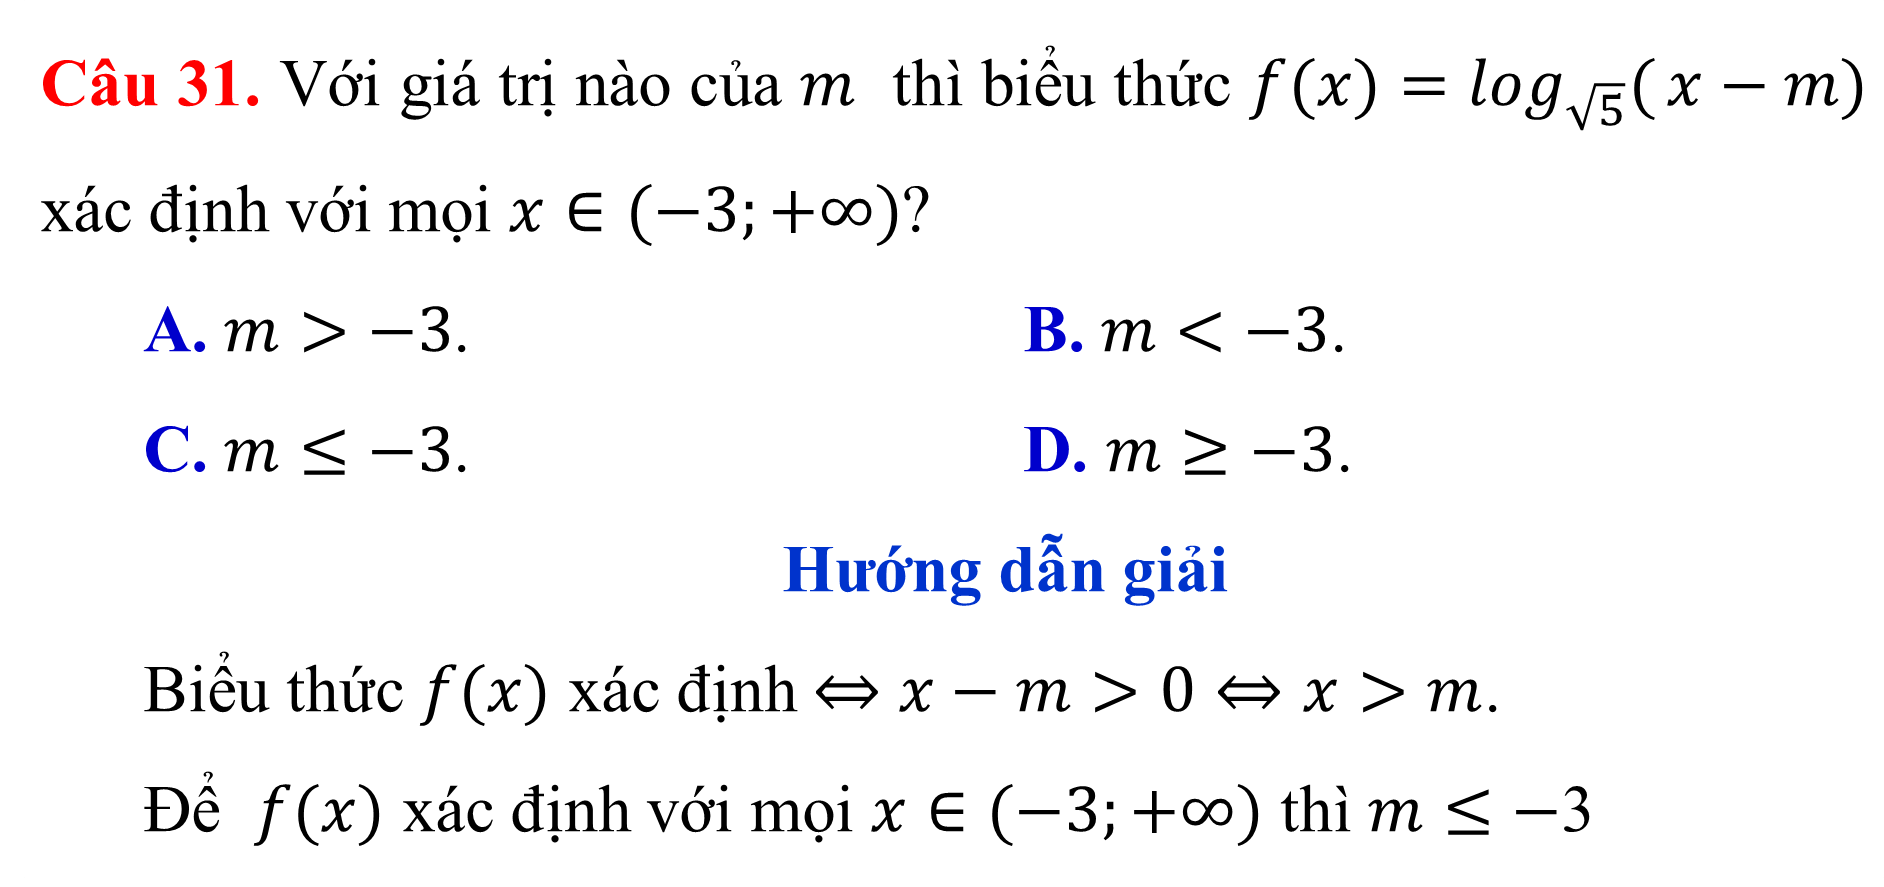 Câu 31. Với giá trị nào của m thì biểu thức f(x) = log_{√5}( x − m)
xác định với mọi x ∈ (−3; +∞)?
A. m > −3. B. m < −3.
C. m ≤ −3. D. m ≥ −3.
Hướng dẫn giải
Biểu thức f(x) xác định ⇔ x − m > 0 ⇔ x > m.
Để f(x) xác định với mọi x ∈ (−3; +∞) thì m ≤ −3